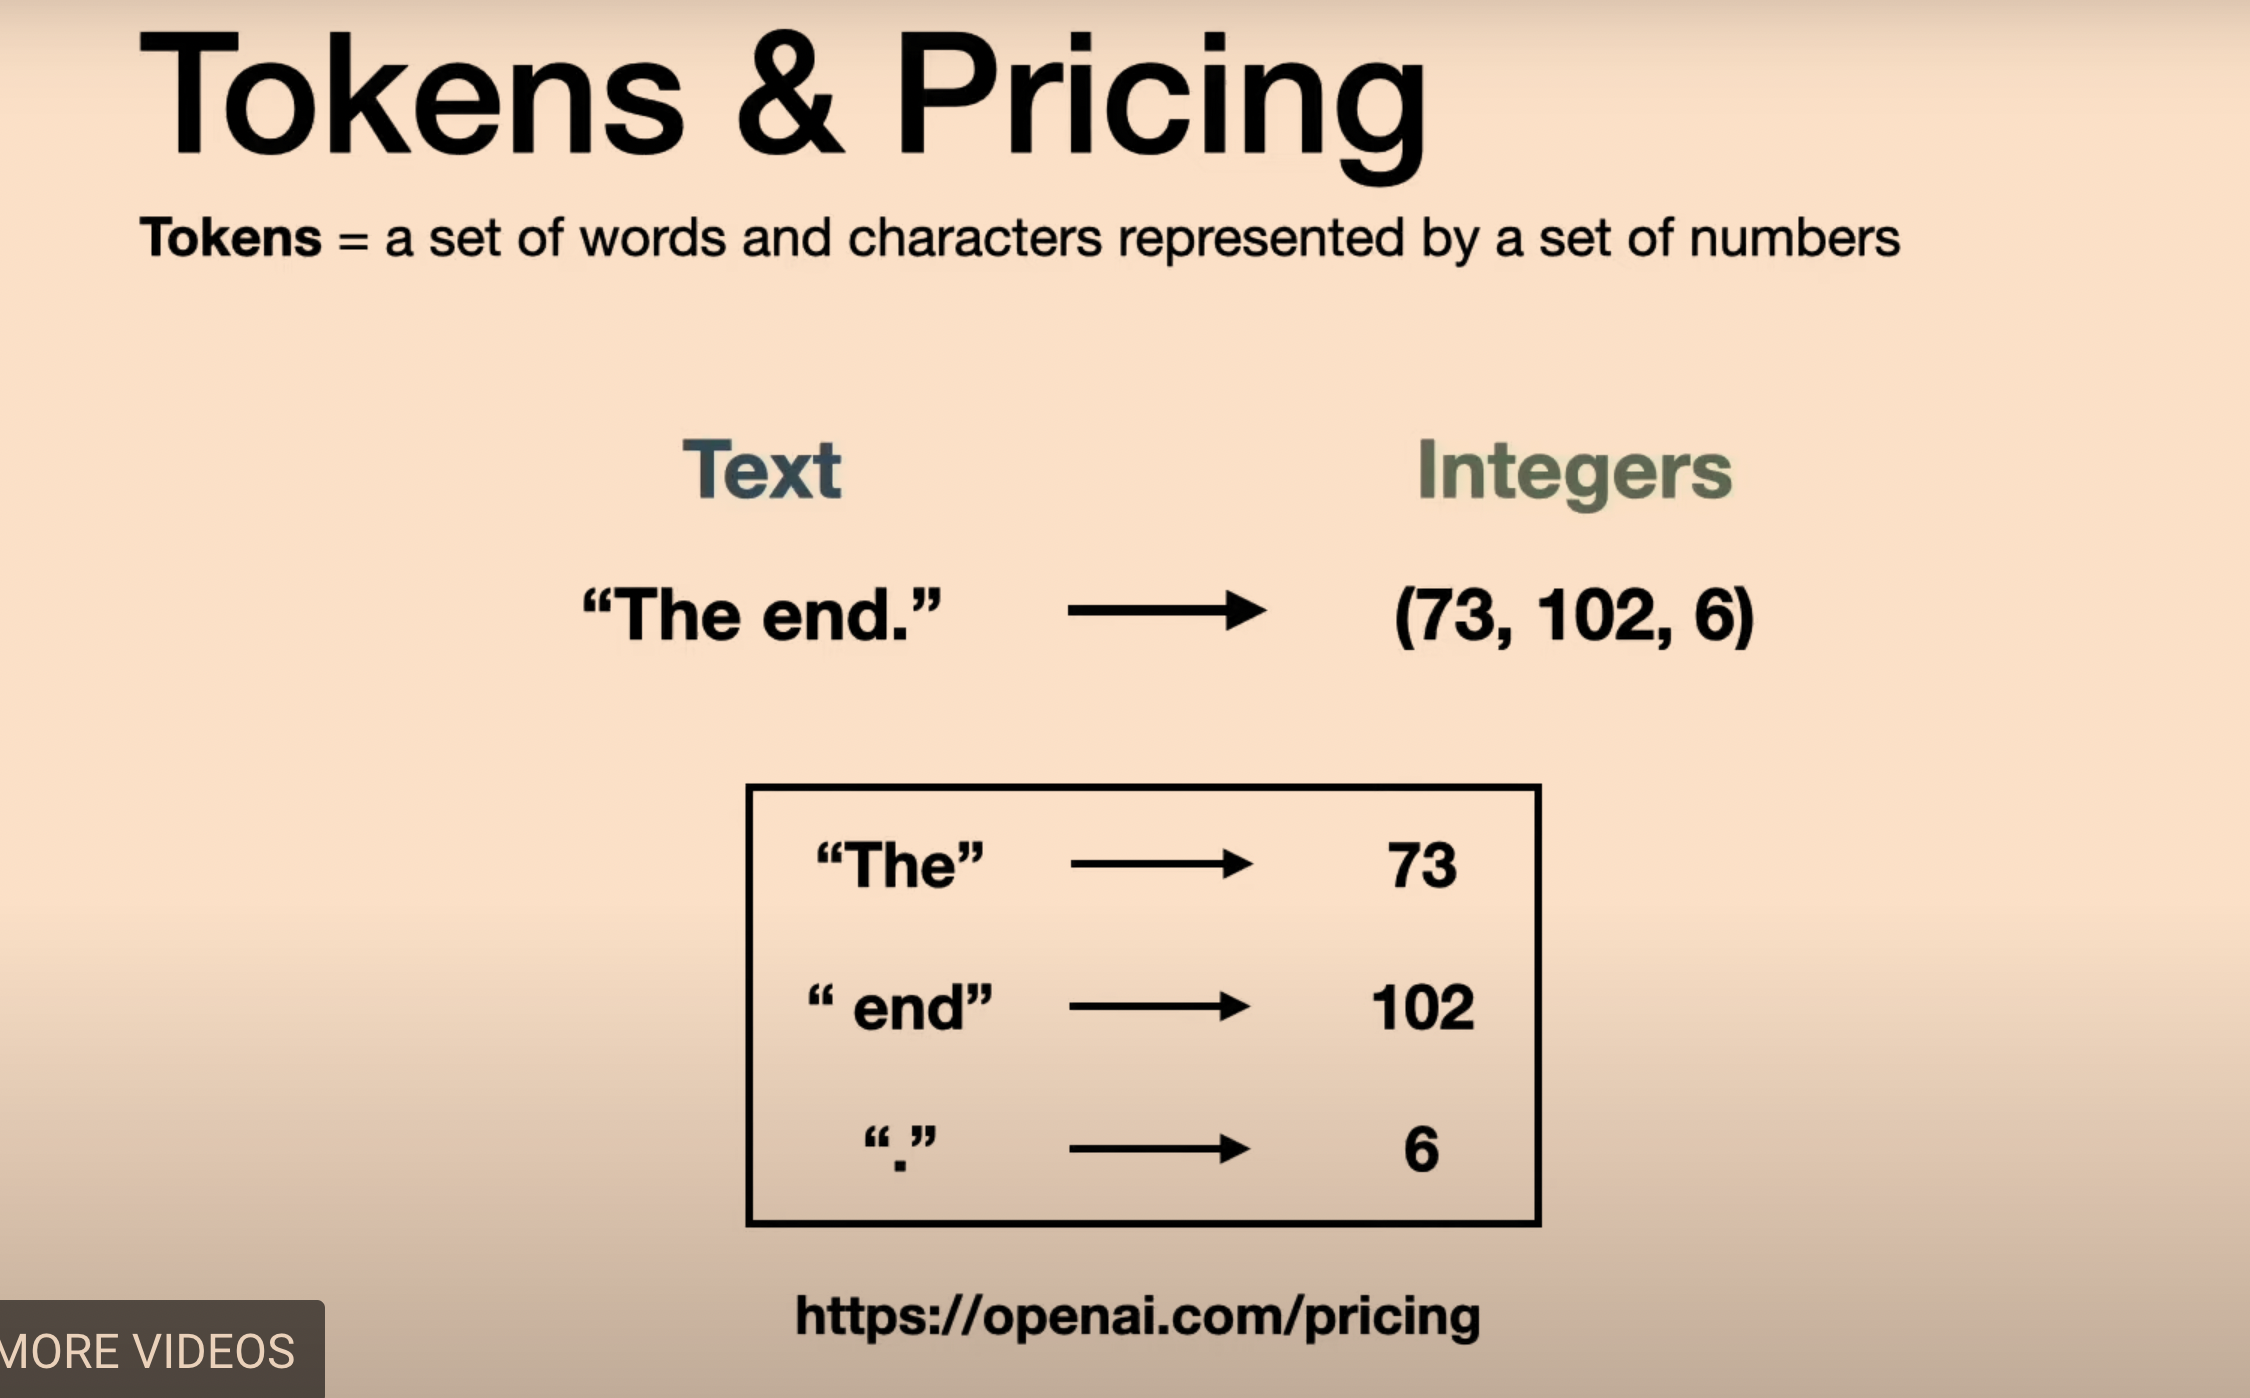 Tokens & Pricing
Tokens = a set of words and characters represented by a set of numbers
Text Integers
“The end.” (73, 102, 6)
“The” 73
“ end” 102
“.” 6
https://openai.com/pricing
MORE VIDEOS